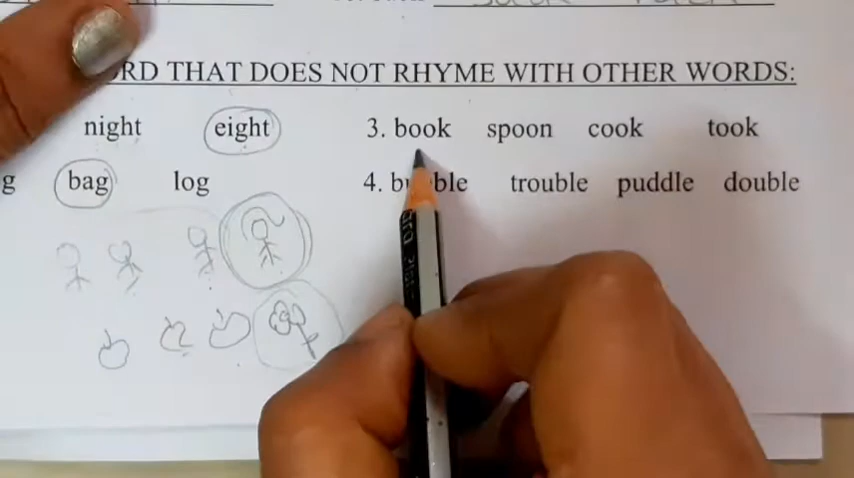 RD THAT DOES NOT RHYME WITH OTHER WORDS:
night eight 3. book spoon cook took
g bag log 4. trouble puddle double